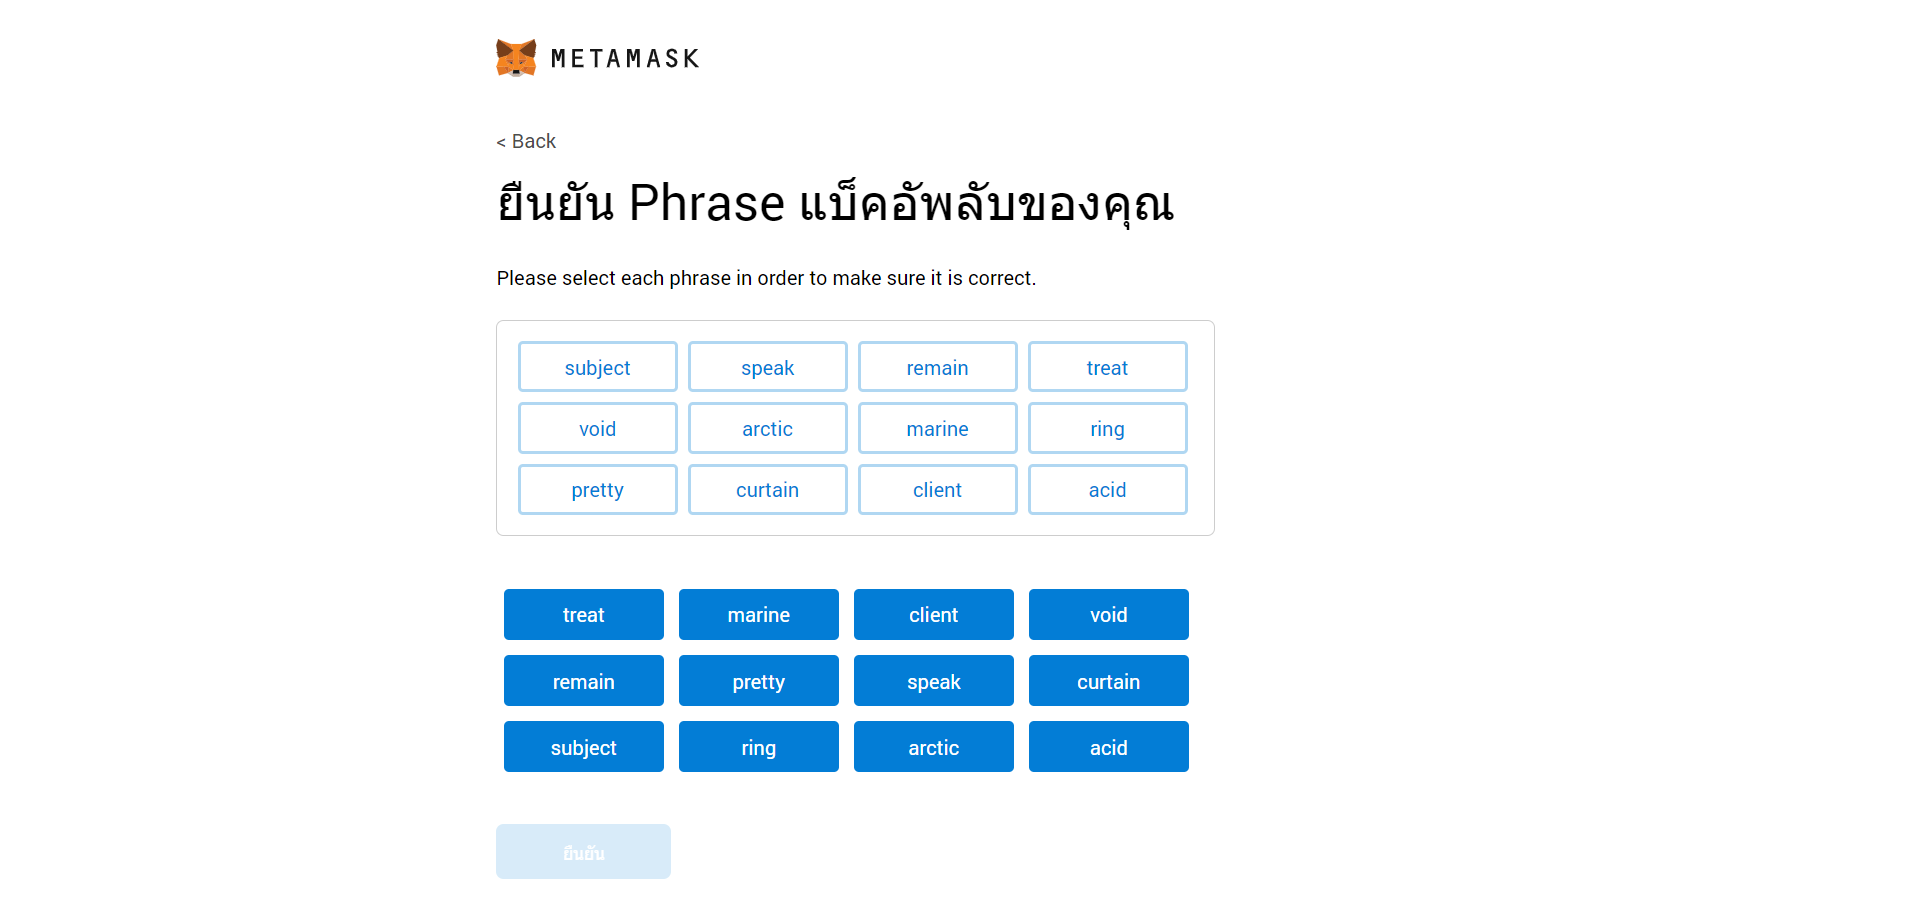 METAMASK
< Back
ยืนยัน Phrase แบ็คอัพลับของคุณ
Please select each phrase in order to make sure it is correct.
subject speak remain treat
void arctic marine ring
pretty curtain client acid
treat marine client void
remain pretty speak curtain
subject ring arctic acid
ยืนยัน